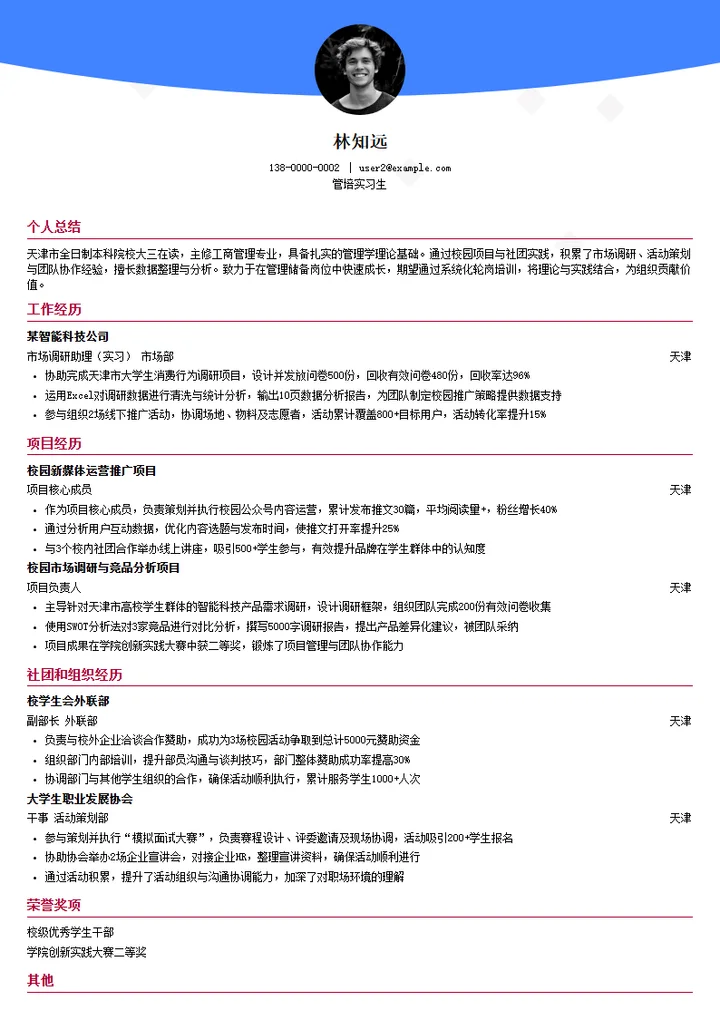 林知远
138-0000-0002 | user2@example.com
管培实习生
个人总结
天津市全日制本科院校大三在读，主修工商管理专业，具备扎实的管理学理论基础。通过校园项目与社团实践，积累了市场调研、活动策划
与团队协作经验，擅长数据整理与分析。致力于在管理储备岗位中快速成长，期望通过系统化轮岗培训，将理论与实践结合，为组织贡献价
值。
工作经历
某智能科技公司
市场调研助理（实习） 市场部 天津
• 协助完成天津市大学生消费行为调研项目，设计并发放问卷500份，回收有效问卷480份，回收率达96%
• 运用Excel对调研数据进行清洗与统计分析，输出10页数据分析报告，为团队制定校园推广策略提供数据支持
• 参与组织2场线下推广活动，协调场地、物料及志愿者，活动累计覆盖800+目标用户，活动转化率提升15%
项目经历
校园新媒体运营推广项目
项目核心成员 天津
• 作为项目核心成员，负责策划并执行校园公众号内容运营，累计发布推文30篇，平均阅读量+，粉丝增长40%
• 通过分析用户互动数据，优化内容选题与发布时间，使推文打开率提升25%
• 与3个校内社团合作举办线上讲座，吸引500+学生参与，有效提升品牌在学生群体中的认知度
校园市场调研与竞品分析项目
项目负责人 天津
• 主导针对天津市高校学生群体的智能科技产品需求调研，设计调研框架，组织团队完成200份有效问卷收集
• 使用SWOT分析法对3家竞品进行对比分析，撰写5000字调研报告，提出产品差异化建议，被团队采纳
• 项目成果在学院创新实践大赛中获二等奖，锻炼了项目管理与团队协作能力
社团和组织经历
校学生会外联部
副部长 外联部 天津
• 负责与校外企业洽谈合作赞助，成功为3场校园活动争取到总计5000元赞助资金
• 组织部门内部培训，提升部员沟通与谈判技巧，部门整体赞助成功率提高30%
• 协调部门与其他学生组织的合作，确保活动顺利执行，累计服务学生1000+人次
大学生职业发展协会
干事 活动策划部 天津
• 参与策划并执行“模拟面试大赛”，负责赛程设计、评委邀请及现场协调，活动吸引200+学生报名
• 协助协会举办2场企业宣讲会，对接企业HR，整理宣讲资料，确保活动顺利进行
• 通过活动积累，提升了活动组织与沟通协调能力，加深了对职场环境的理解
荣誉奖项
校级优秀学生干部
学院创新实践大赛二等奖
其他